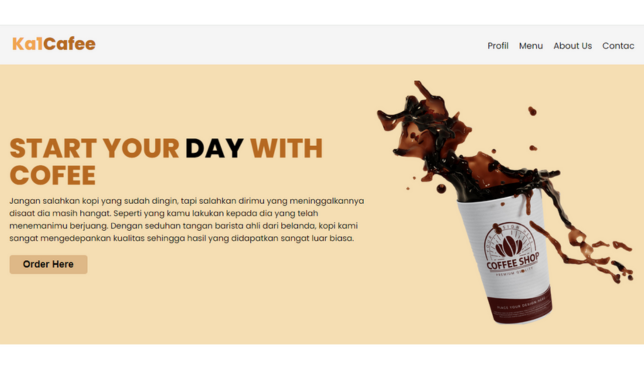 Ka1Cafee
Profil Menu About Us Contac
START YOUR DAY WITH
COFEE
Jangan salahkan kopi yang sudah dingin, tapi salahkan dirimu yang meninggalkannya
disaat dia masih hangat. Seperti yang kamu lakukan kepada dia yang telah
menemanimu berjuang. Dengan seduhan tangan barista ahli dari belanda, kopi kami
sangat mengedepankan kualitas sehingga hasil yang didapatkan sangat luar biasa.
Order Here
COFFEE SHOP
PREMIUM QUALITY